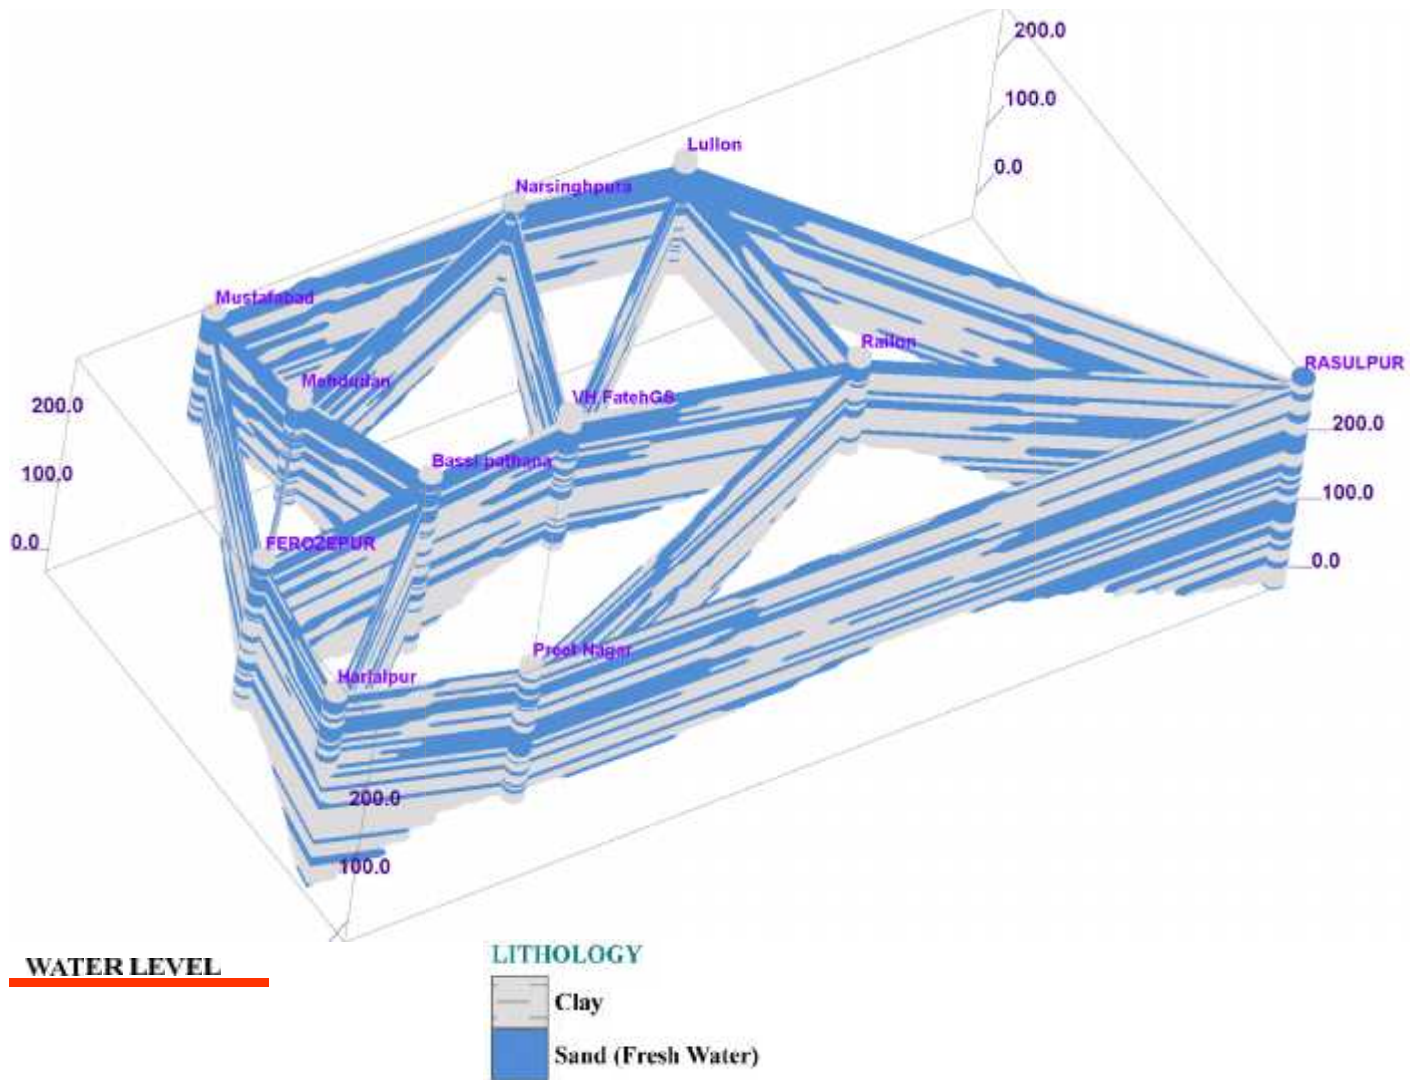 200.0
100.0
0.0
Lullon
Narsinghpura
Mustafabad
Railon
RASULPUR
Mehdudan
VH FatehGS
200.0
100.0
0.0
200.0
100.0
0.0
Bassi pathana
FEROZEPUR
Preet Nagar
Harlalpur
200.0
100.0
WATER LEVEL
LITHOLOGY
Clay
Sand (Fresh Water)